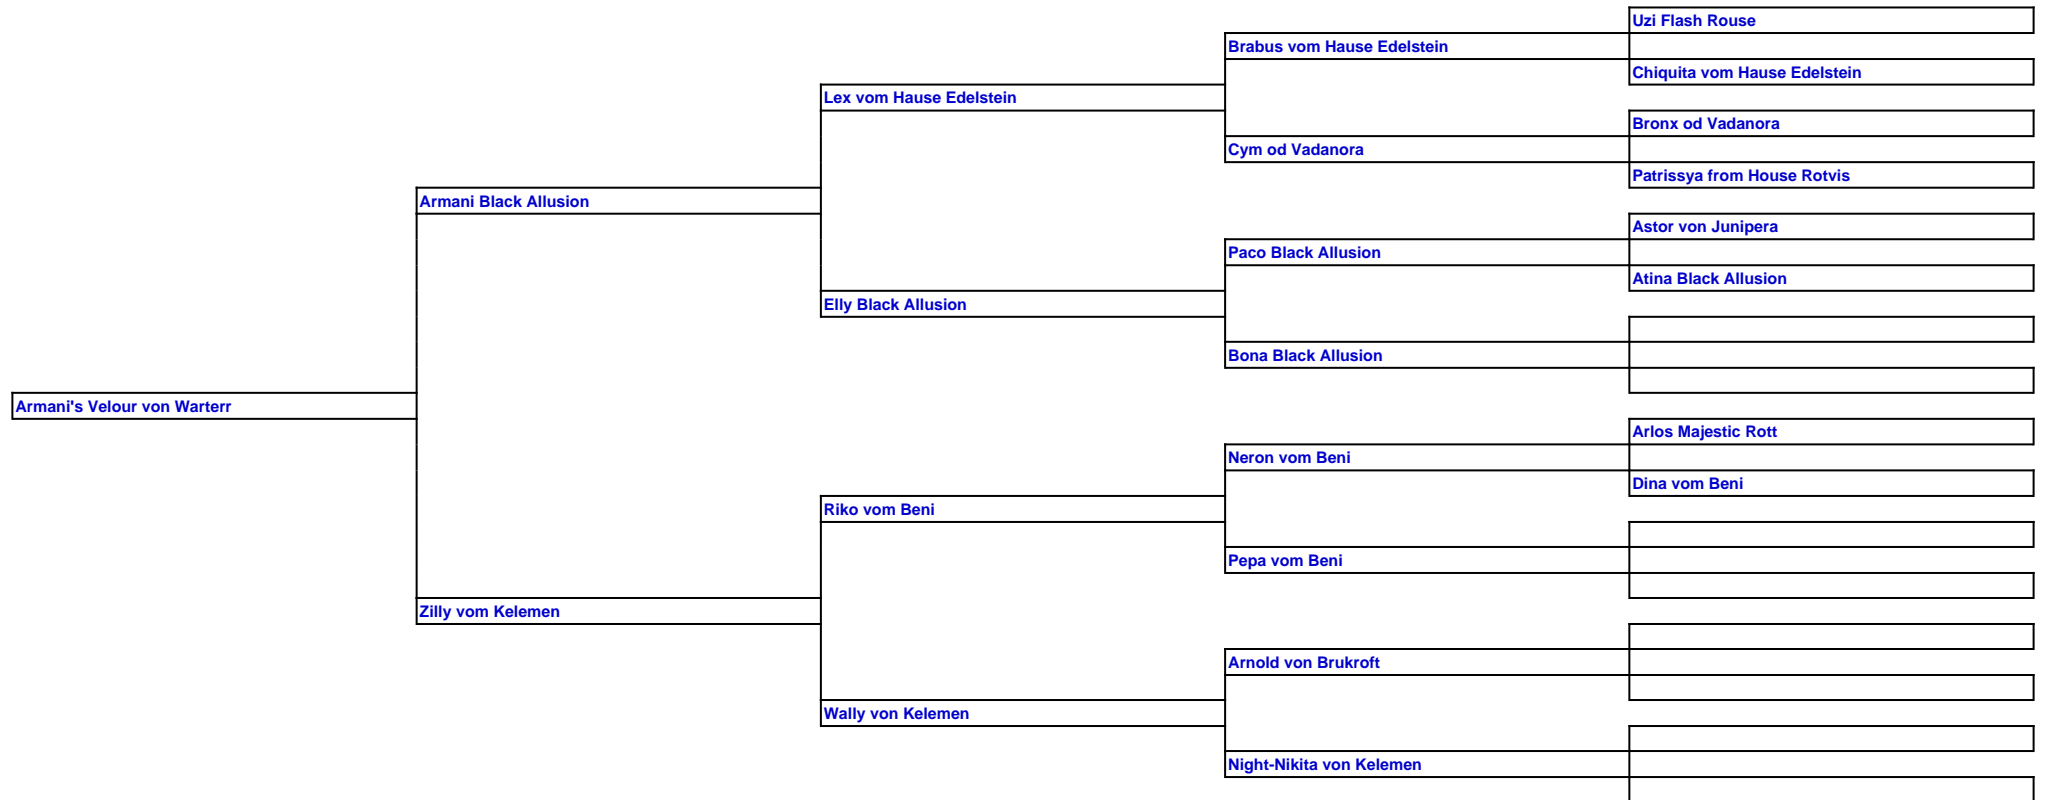 Uzi Flash Rouse
Brabus vom Hause Edelstein
Chiquita vom Hause Edelstein
Lex vom Hause Edelstein
Bronx od Vadanora
Cym od Vadanora
Patrissya from House Rotvis
Armani Black Allusion
Astor von Junipera
Paco Black Allusion
Atina Black Allusion
Elly Black Allusion
Bona Black Allusion
Armani's Velour von Warterr
Arlos Majestic Rott
Neron vom Beni
Dina vom Beni
Riko vom Beni
Pepa vom Beni
Zilly vom Kelemen
Arnold von Brukroft
Wally von Kelemen
Night-Nikita von Kelemen